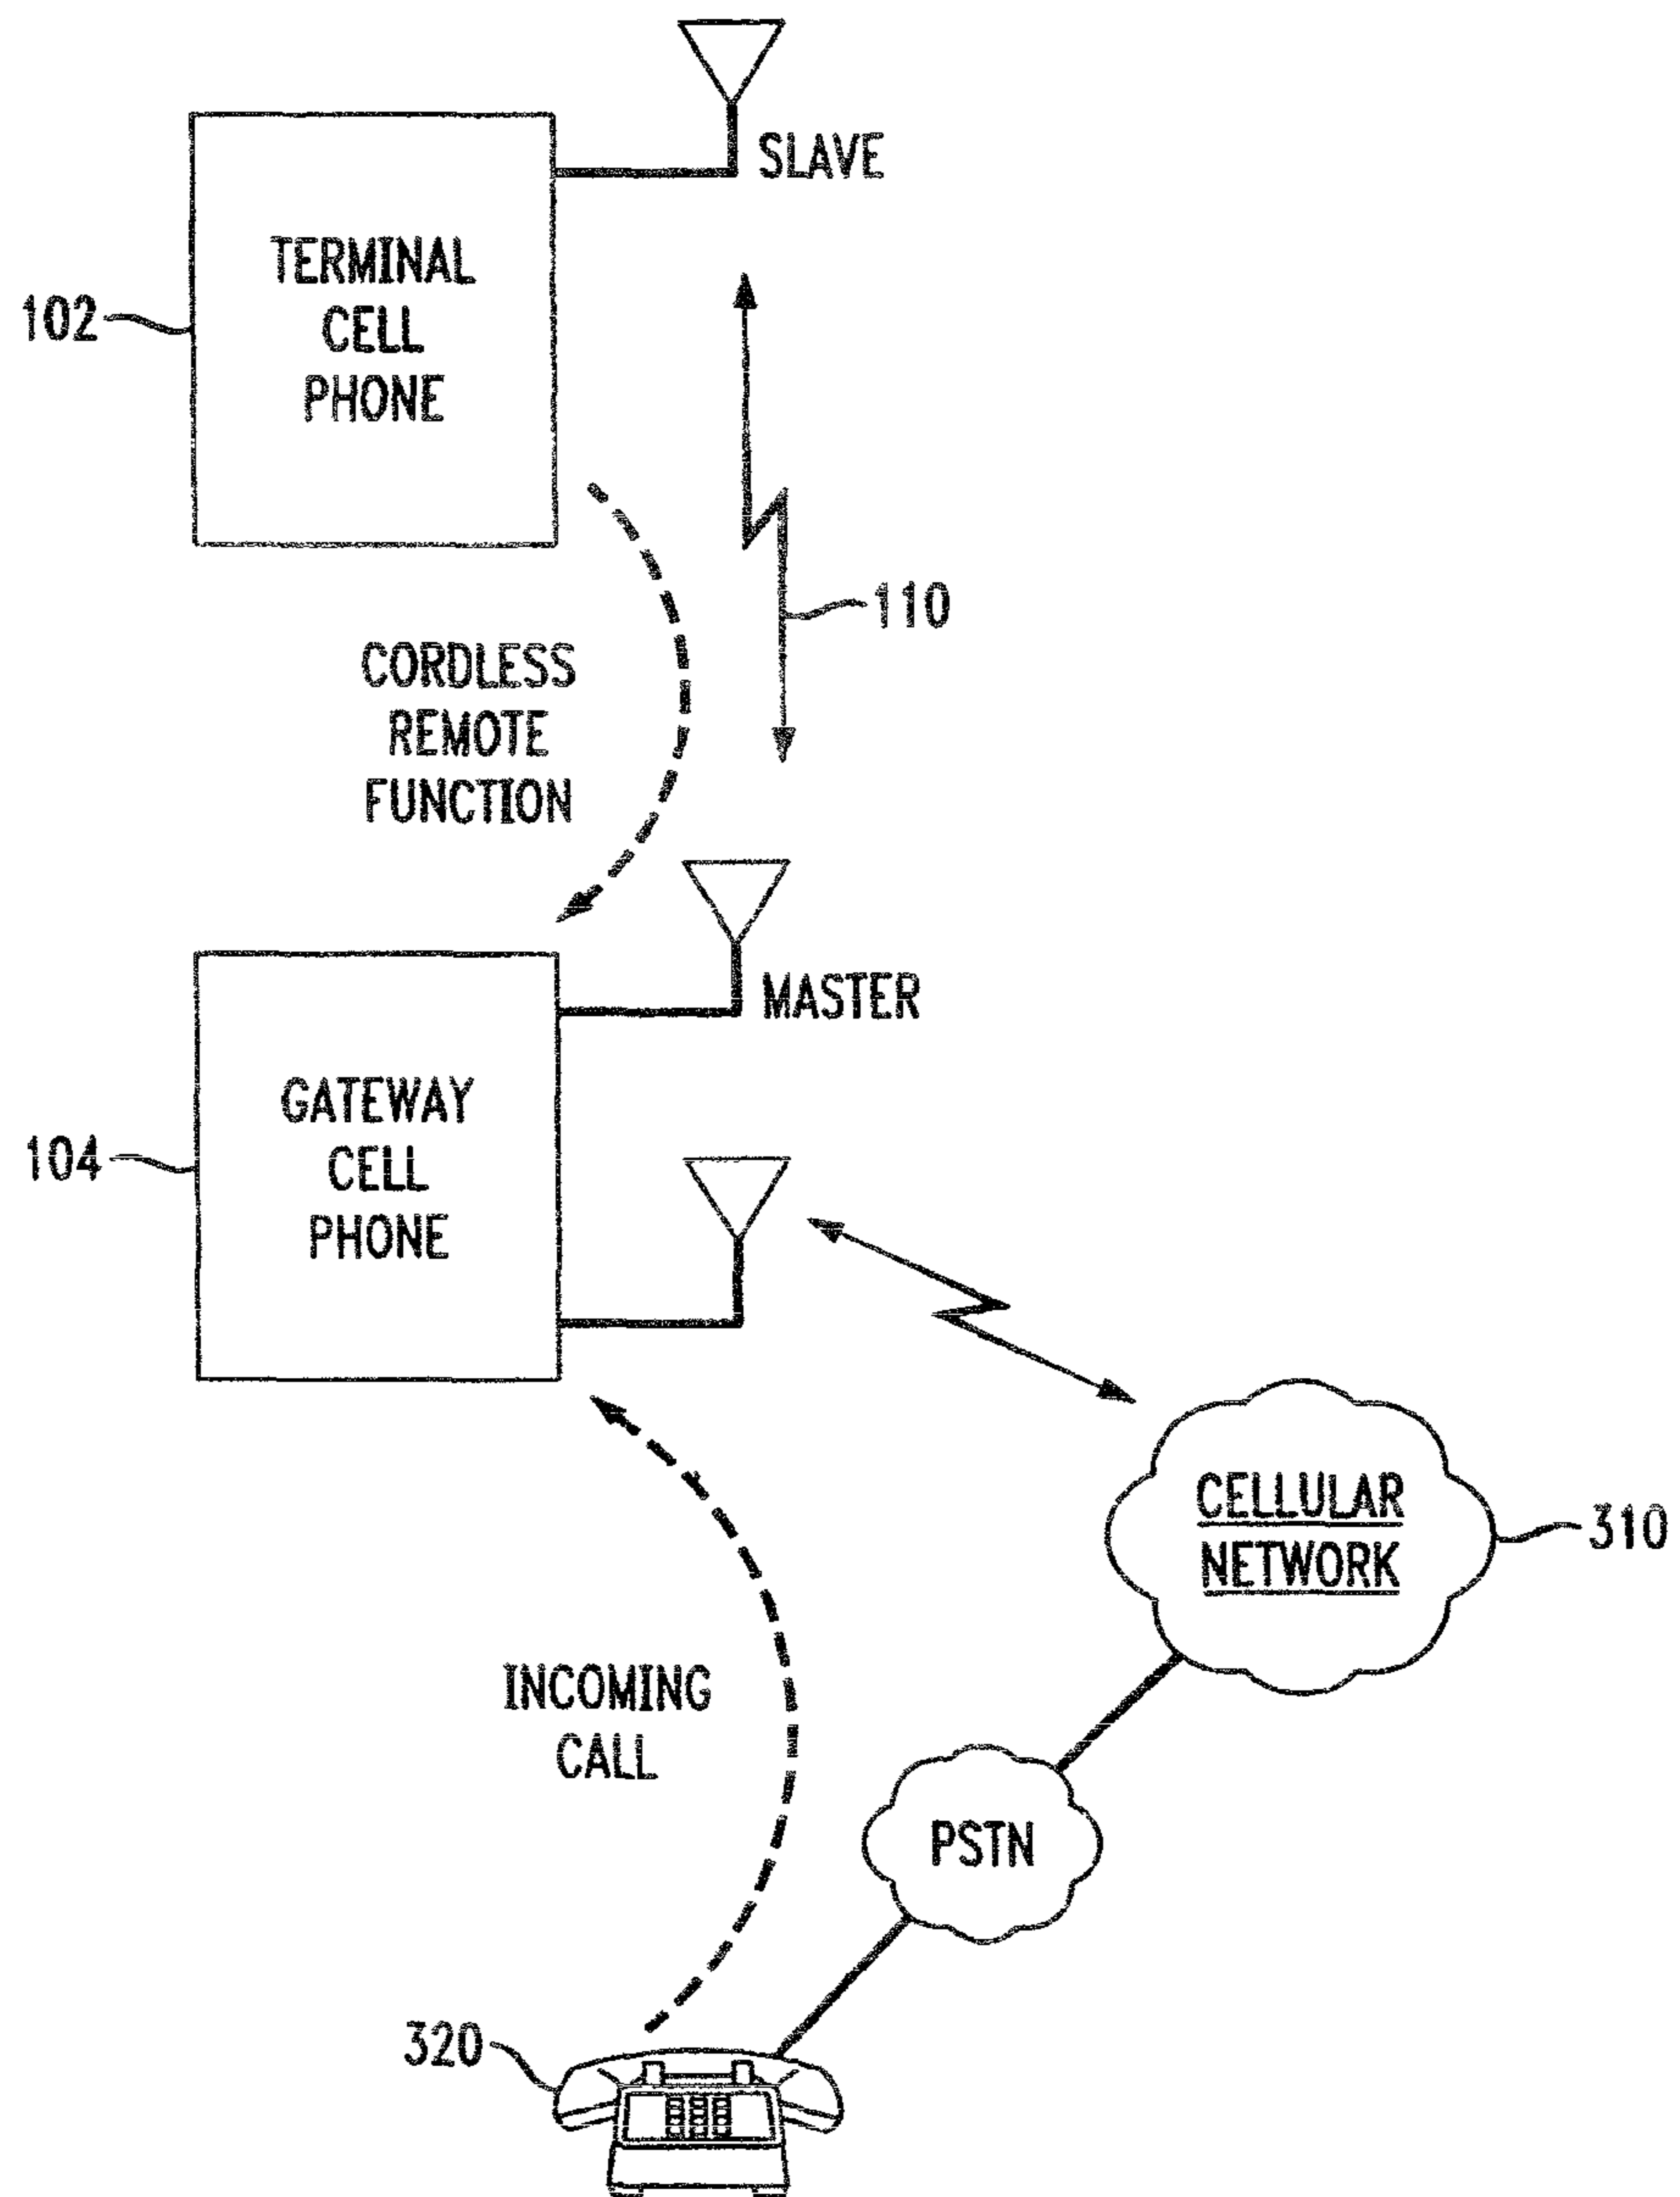 SLAVE
TERMINAL
CELL
PHONE
102
110
CORDLESS
REMOTE
FUNCTION
MASTER
GATEWAY
CELL
PHONE
104
CELLULAR
NETWORK
310
INCOMING
CALL
PSTN
320